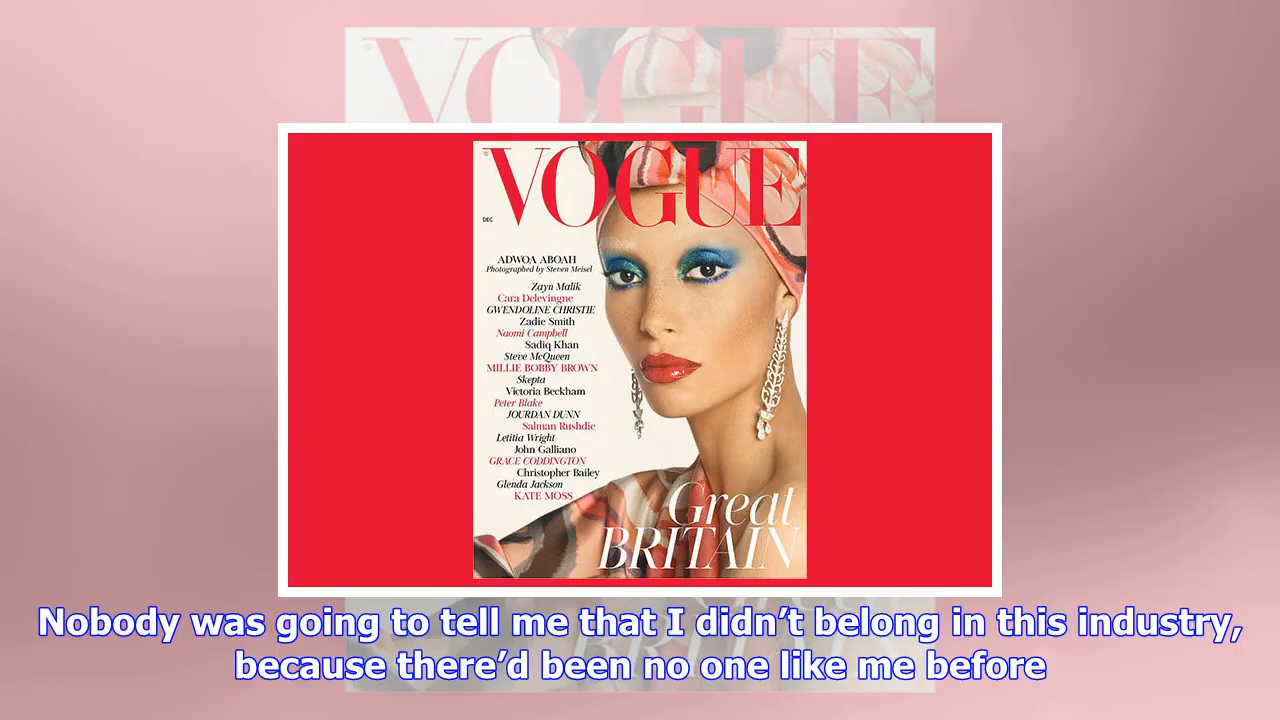 VOGUE
VOGUE
DEC
ADWOA ABOAH
Photographed by Steven Meisel
Zayn Malik
Cara Delevingne
GWENDOLINE CHRISTIE
Zadie Smith
Naomi Campbell
Sadiq Khan
Steve McQueen
MILLIE BOBBY BROWN
Skepta
Victoria Beckham
Peter Blake
JOURDAN DUNN
Salman Rushdie
Letitia Wright
John Galliano
GRACE CODDINGTON
Christopher Bailey
Glenda Jackson
KATE MOSS
Great
BRITAIN
Nobody was going to tell me that I didn’t belong in this industry,
because there’d been no one like me before